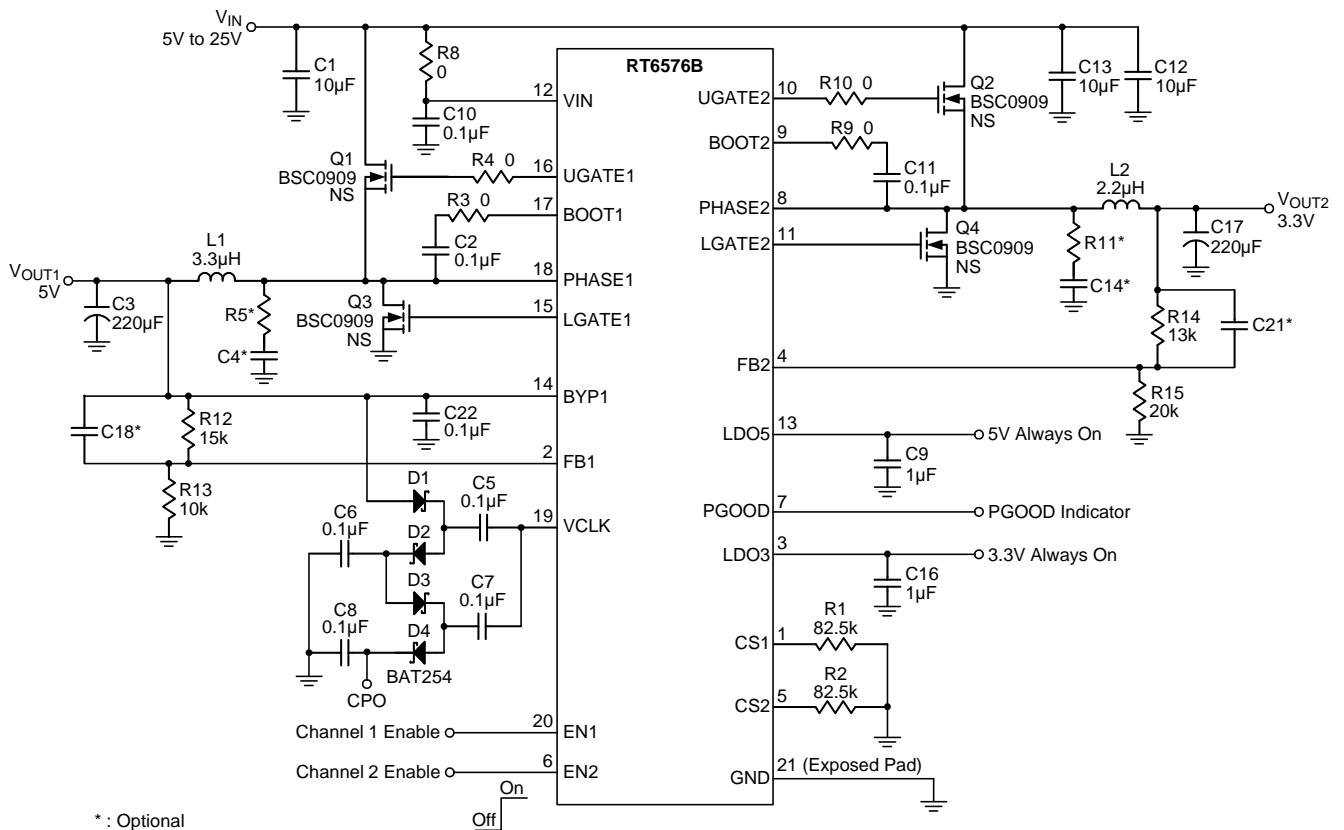 VIN
5V to 25V
C1
10µF
R8
0
12
VIN
C10
0.1µF
RT6576B
UGATE2
10
R10 0
Q2
BSC0909
NS
C13
10µF
C12
10µF
BOOT2
9
R9 0
C11
0.1µF
Q1
BSC0909
NS
R4 0
16
UGATE1
R3 0
17
BOOT1
C2
0.1µF
PHASE2
8
L2
2.2µH
VOUT2
3.3V
LGATE2
11
Q4
BSC0909
NS
R11*
C14*
C17
220µF
VOUT1
5V
L1
3.3µH
18
PHASE1
C3
220µF
R5*
C4*
Q3
BSC0909
NS
15
LGATE1
R14
13k
C21*
FB2
4
R15
20k
14
BYP1
C22
0.1µF
C18*
R12
15k
2
FB1
R13
10k
LDO5
13
5V Always On
C9
1µF
D1
C5
0.1µF
19
VCLK
C6
0.1µF
D2
D3
C7
0.1µF
C8
0.1µF
D4
BAT254
CPO
PGOOD
7
PGOOD Indicator
LDO3
3
3.3V Always On
C16
1µF
CS1
1
R1
82.5k
CS2
5
R2
82.5k
Channel 1 Enable
20
EN1
Channel 2 Enable
6
EN2
GND
21 (Exposed Pad)
On
Off
* : Optional